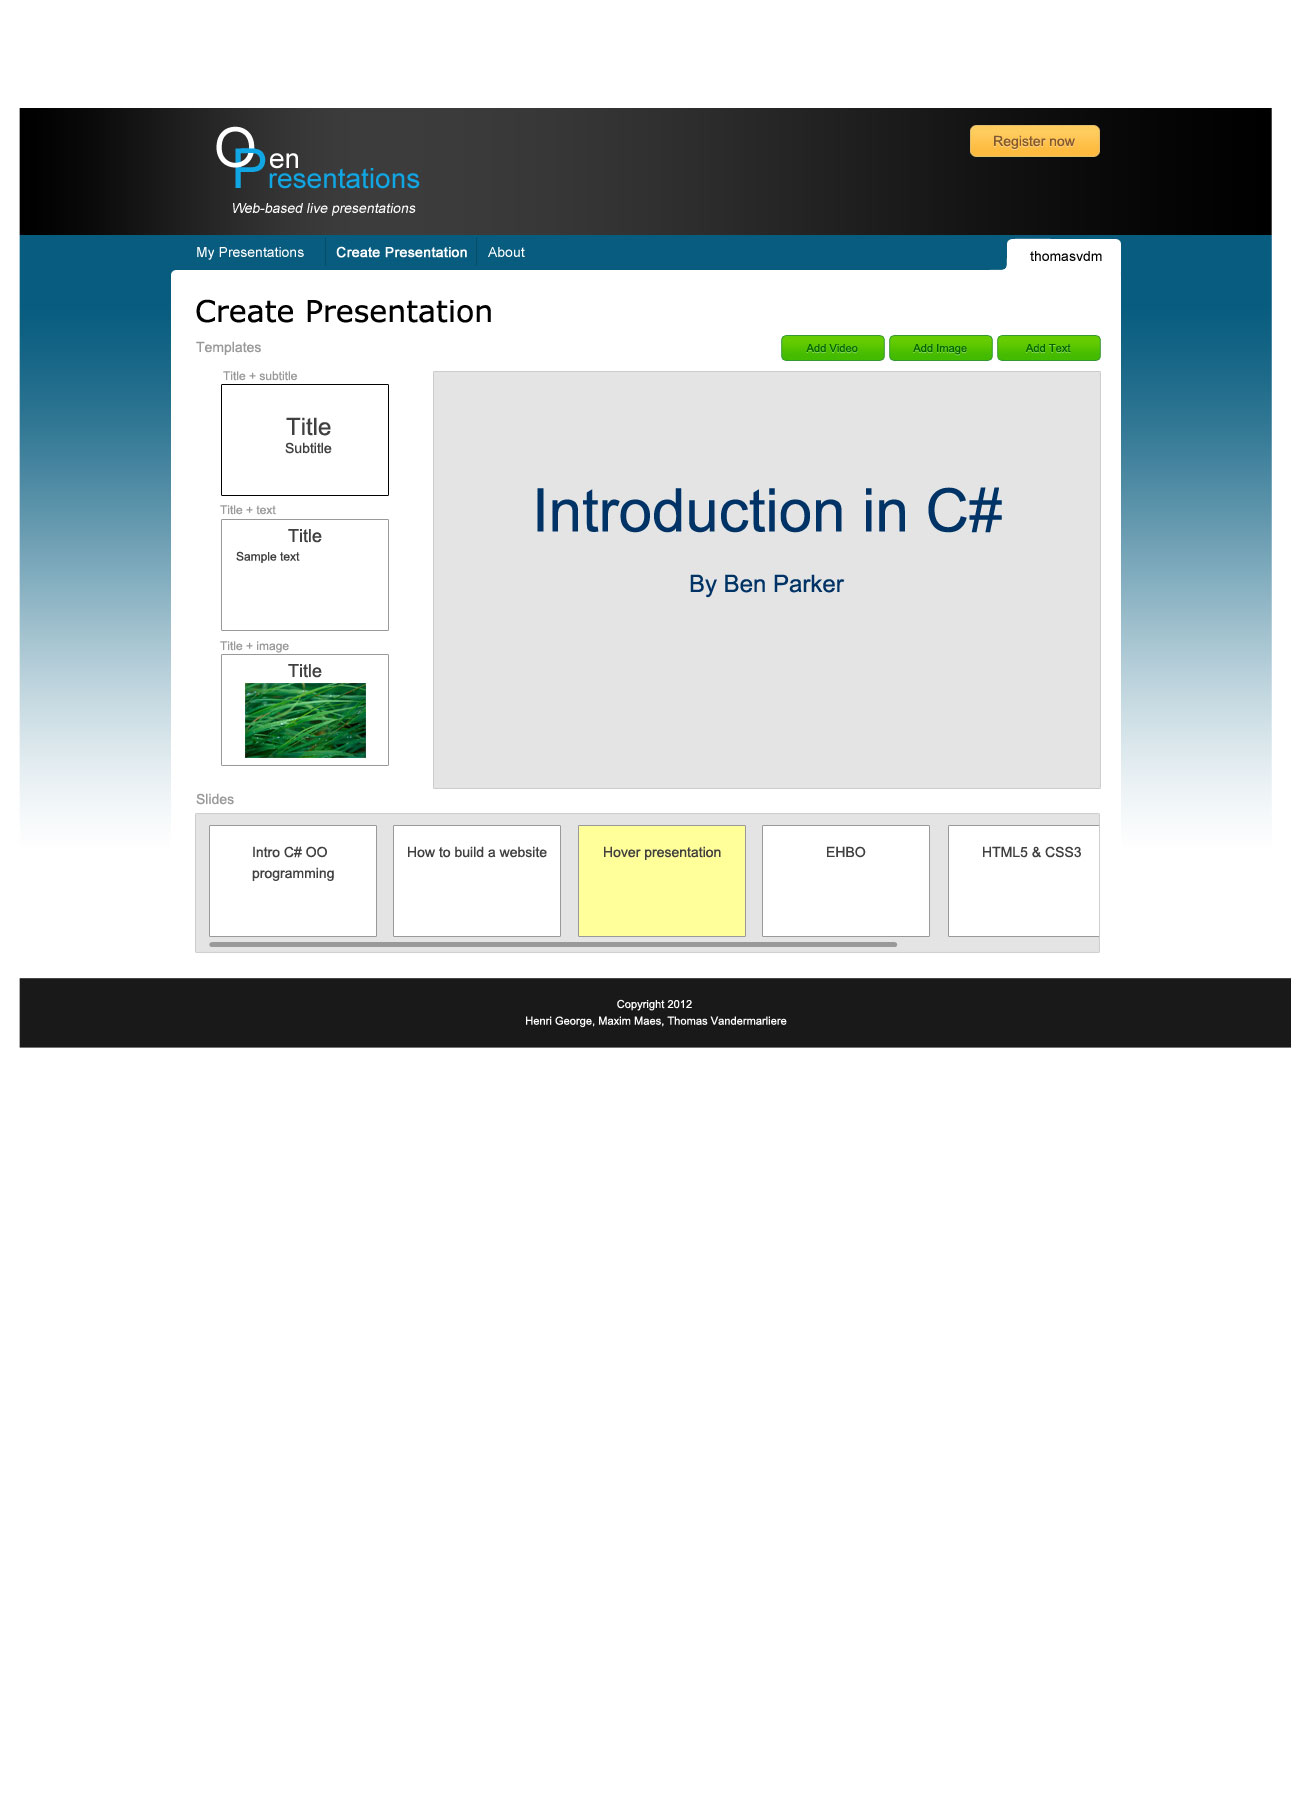 Open
Presentations
Web-based live presentations
Register now
My Presentations
Create Presentation
About
thomasvdm
Create Presentation
Templates
Add Video
Add Image
Add Text
Title + subtitle
Title
Subtitle
Title + text
Title
Sample text
Title + image
Title
Introduction in C#
By Ben Parker
Slides
Intro C# OO
programming
How to build a website
Hover presentation
EHBO
HTML5 & CSS3
Copyright 2012
Henri George, Maxim Maes, Thomas Vandermarliere